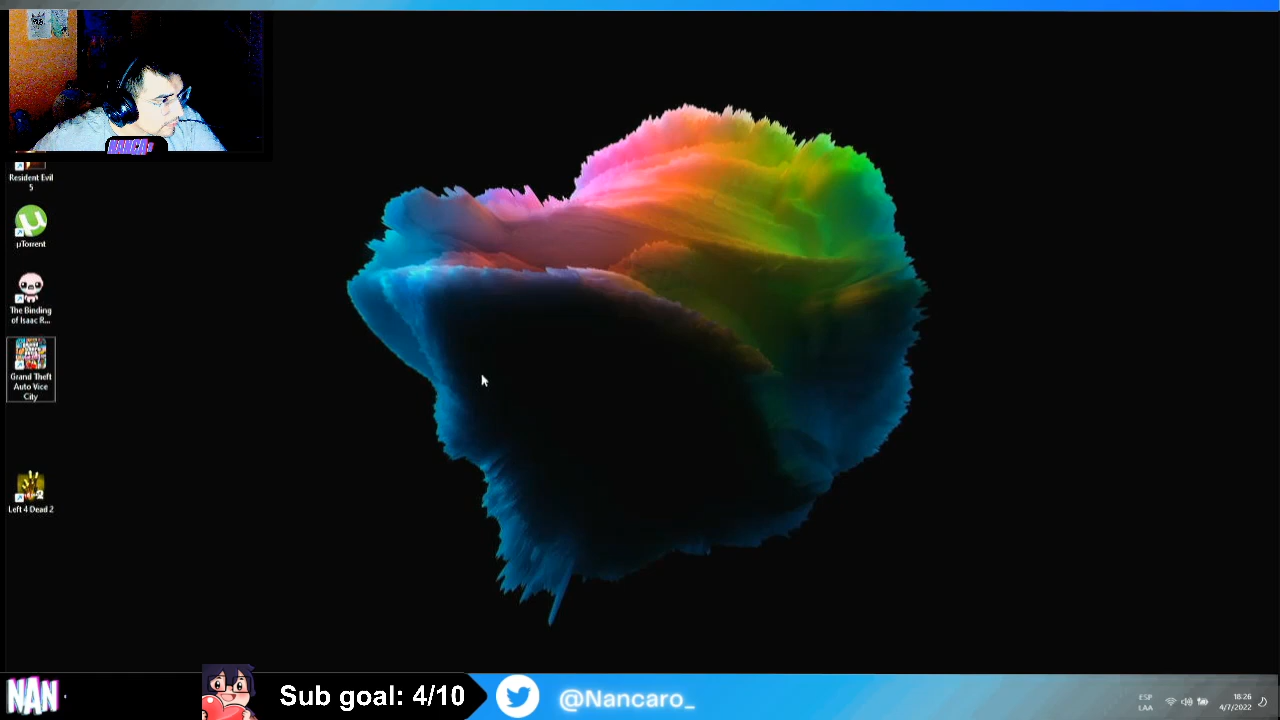 Resident Evil
5
µTorrent
The Binding
of Isaac R...
Grand Theft
Auto Vice
City
Left 4 Dead 2
NAN
Sub goal: 4/10
@Nancaro_
ESP
LAA
18:26
4/7/2022